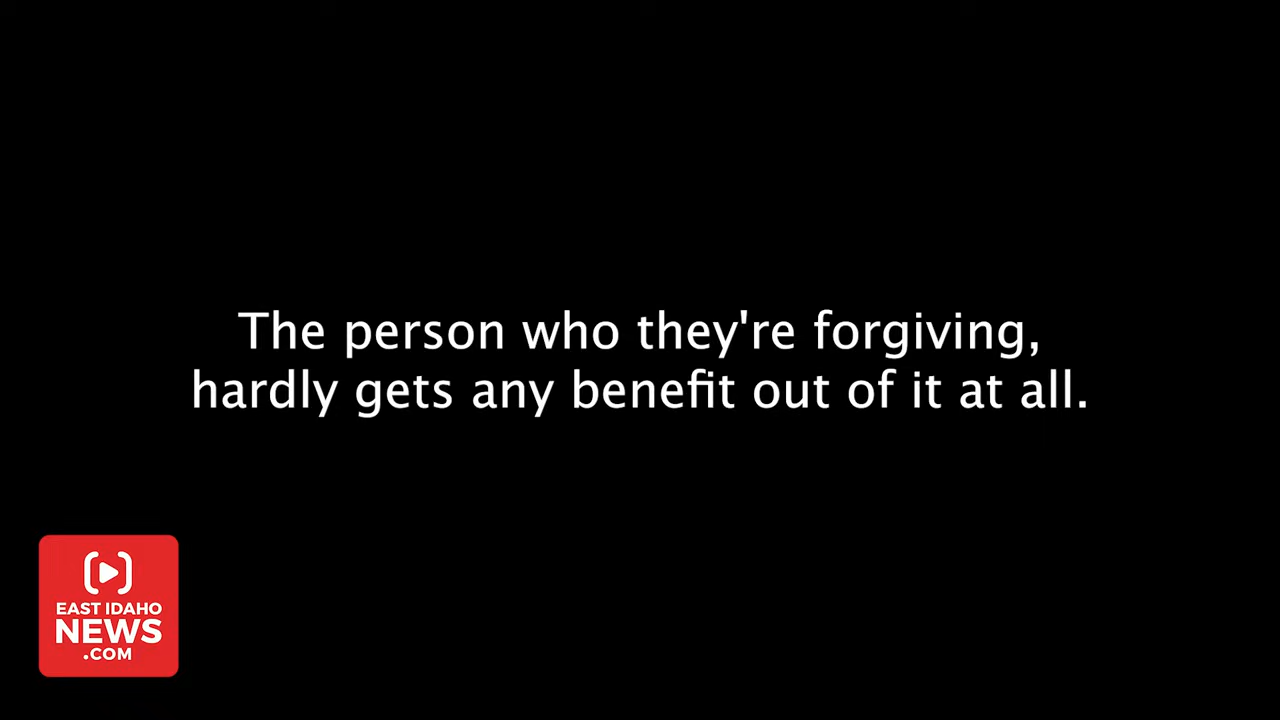 The person who they're forgiving,
hardly gets any benefit out of it at all.
EAST IDAHO
NEWS
.COM